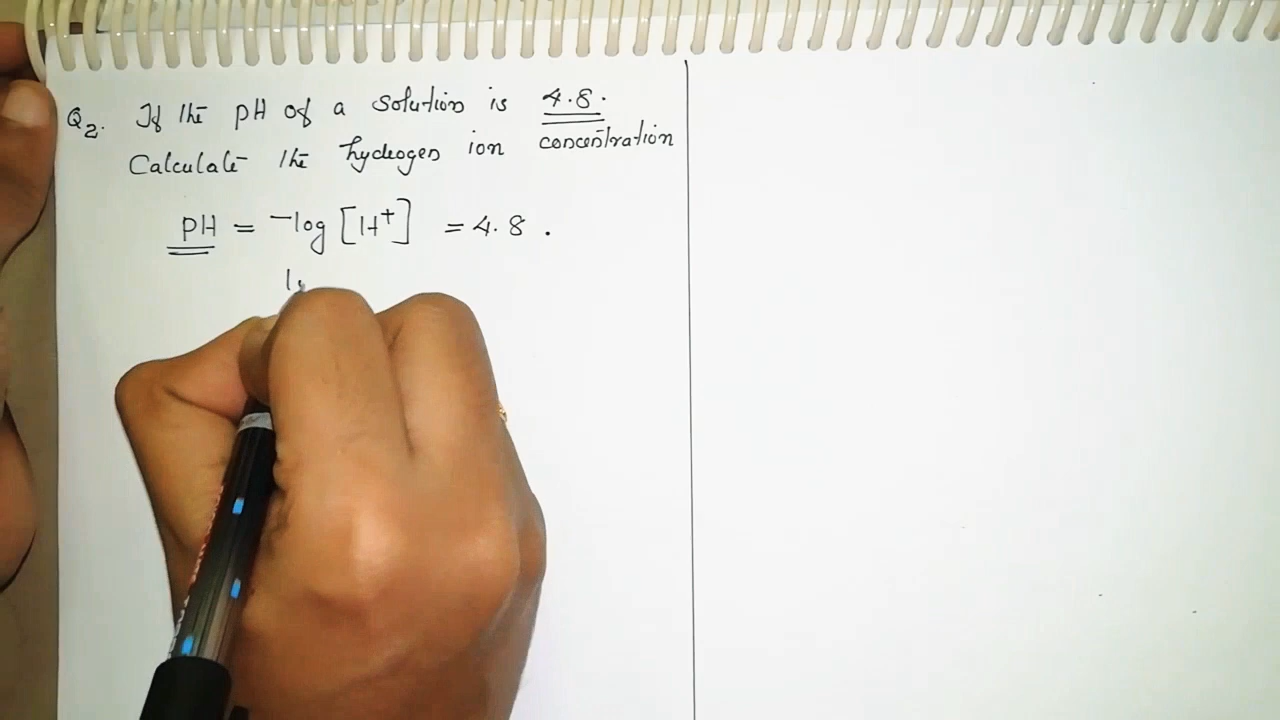 Q2. If the pH of a solution is 4.8.
Calculate the hydrogen ion concentration
pH = -log [H+] = 4.8 .